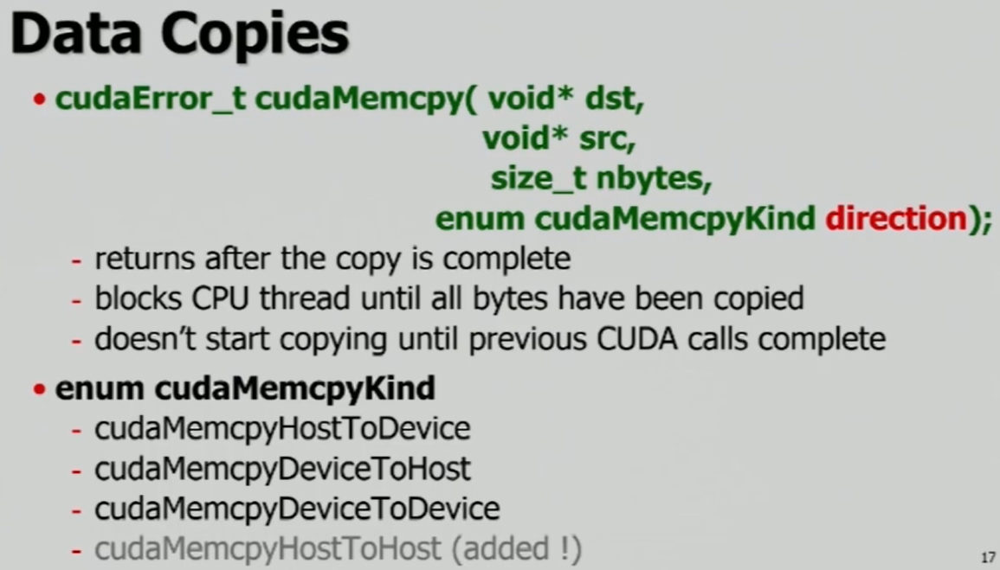 Data Copies
• cudaError_t cudaMemcpy( void* dst,
void* src,
size_t nbytes,
enum cudaMemcpyKind direction);
- returns after the copy is complete
- blocks CPU thread until all bytes have been copied
- doesn't start copying until previous CUDA calls complete
• enum cudaMemcpyKind
- cudaMemcpyHostToDevice
- cudaMemcpyDeviceToHost
- cudaMemcpyDeviceToDevice
- cudaMemcpyHostToHost (added !)
17